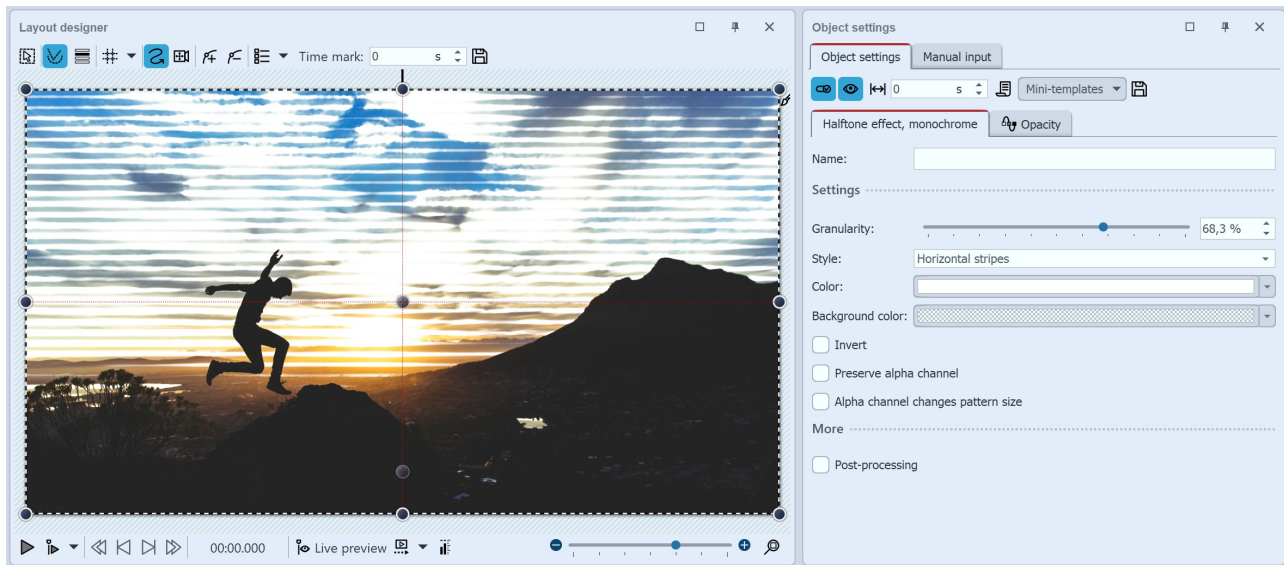 Layout designer
Time mark: 0 s
00:00.000 Live preview
Object settings
Object settings Manual input
0 s Mini-templates
Halftone effect, monochrome Opacity
Name:
Settings
Granularity: 68,3 %
Style: Horizontal stripes
Color:
Background color:
Invert
Preserve alpha channel
Alpha channel changes pattern size
More
Post-processing